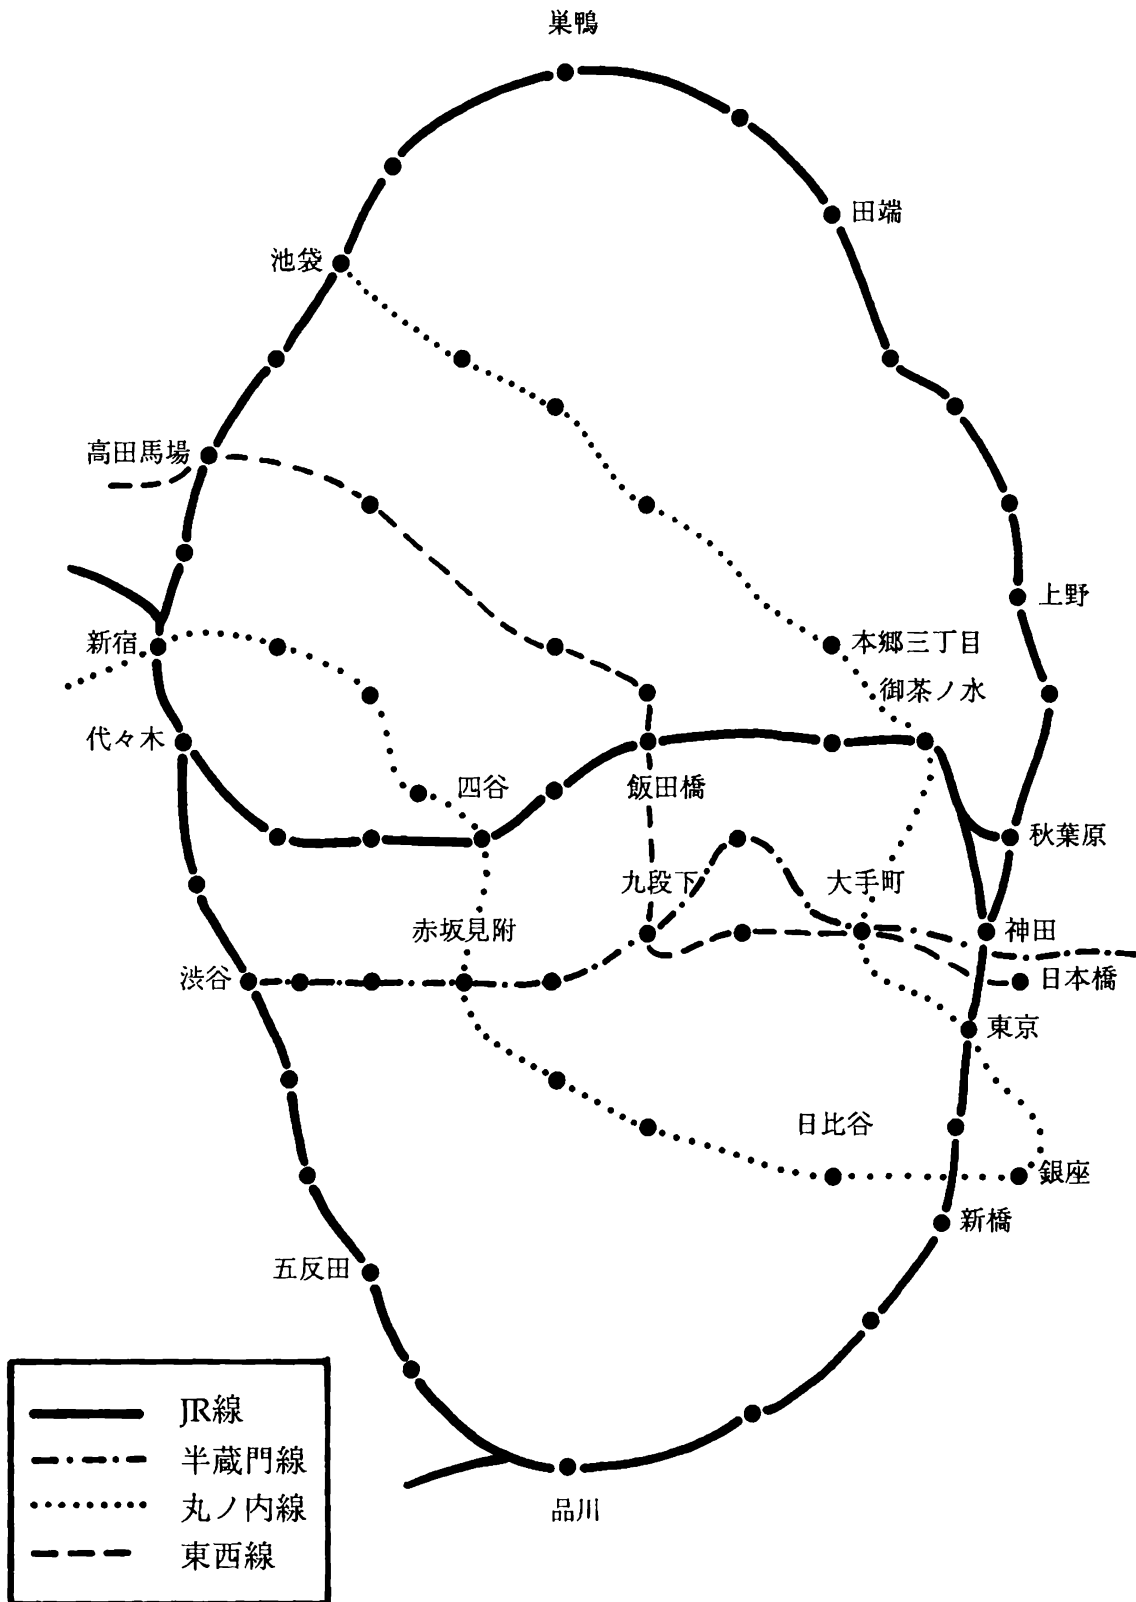 巣鴨
田端
池袋
高田馬場
上野
新宿
本郷三丁目
御茶ノ水
代々木
四谷
飯田橋
秋葉原
九段下
大手町
赤坂見附
神田
渋谷
日本橋
東京
日比谷
銀座
新橋
五反田
JR線
半蔵門線
丸ノ内線
東西線
品川